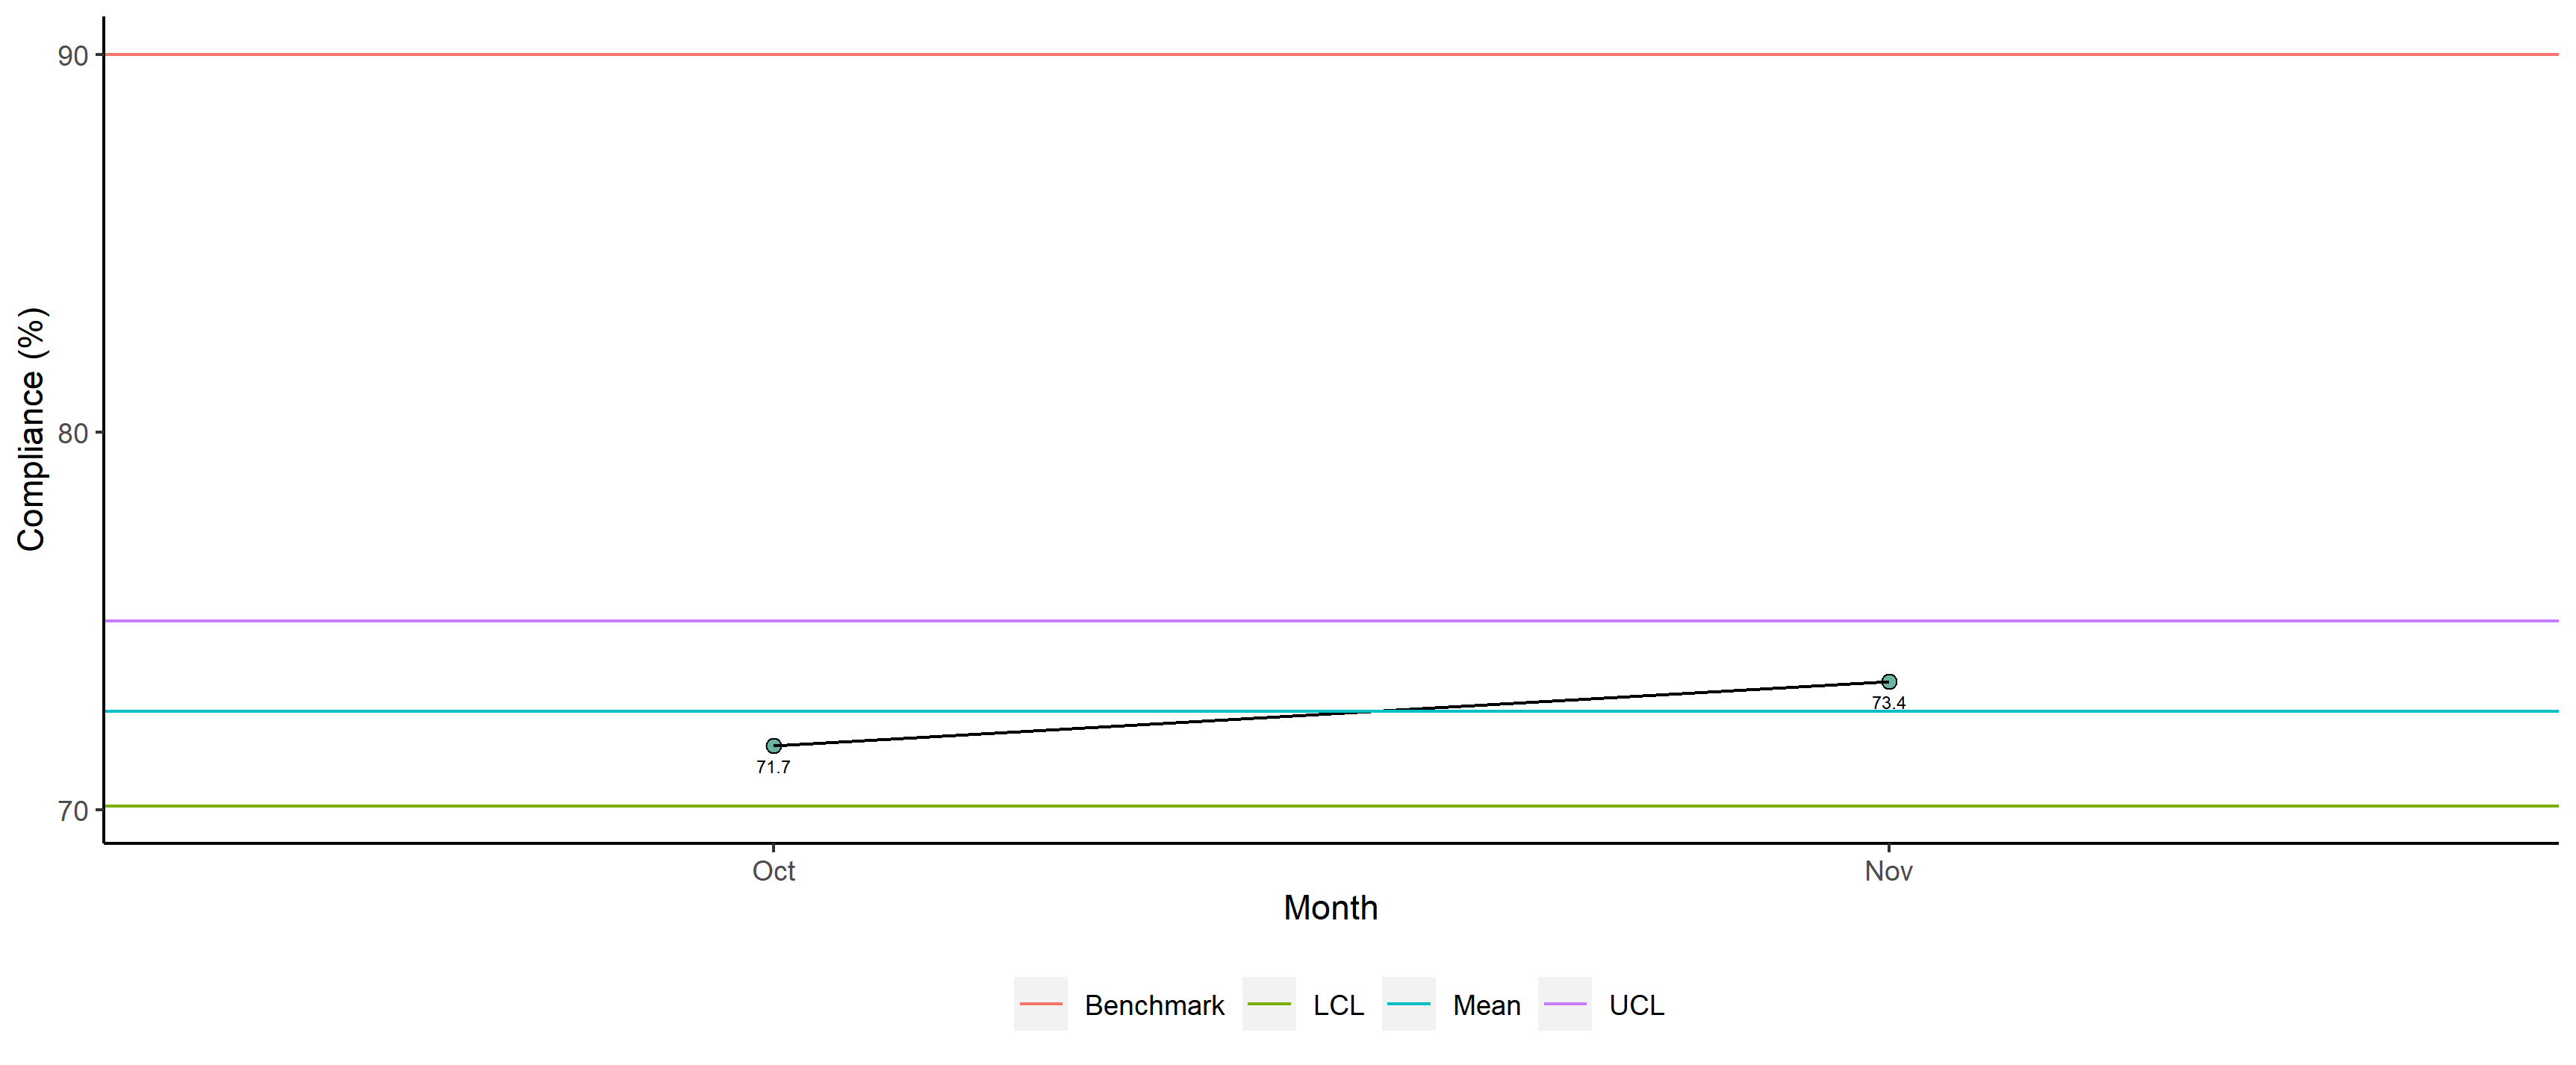 90
80
70
Compliance (%)
71.7
73.4
Oct
Nov
Month
Benchmark LCL Mean UCL